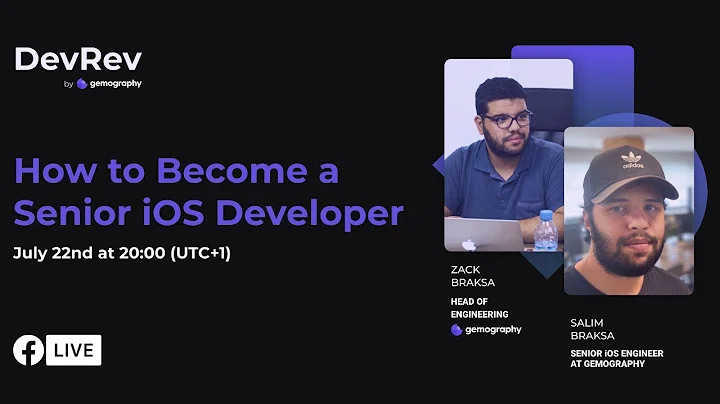 DevRev
by gemography
How to Become a
Senior iOS Developer
July 22nd at 20:00 (UTC+1)
LIVE
adidas
ZACK
BRAKSA
HEAD OF
ENGINEERING
gemography
SALIM
BRAKSA
SENIOR iOS ENGINEER
AT GEMOGRAPHY